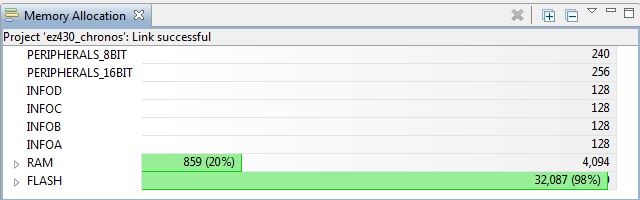 Memory Allocation
Project 'ez430_chronos': Link successful
PERIPHERALS_8BIT 240
PERIPHERALS_16BIT 256
INFOD 128
INFOC 128
INFOB 128
INFOA 128
RAM 859 (20%) 4,094
FLASH 32,087 (98%)